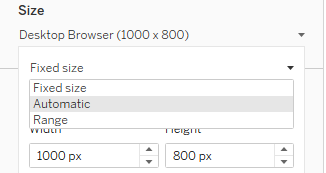 Size
Desktop Browser (1000 x 800)
Fixed size
Fixed size
Automatic
Range
Width Height
1000 px 800 px